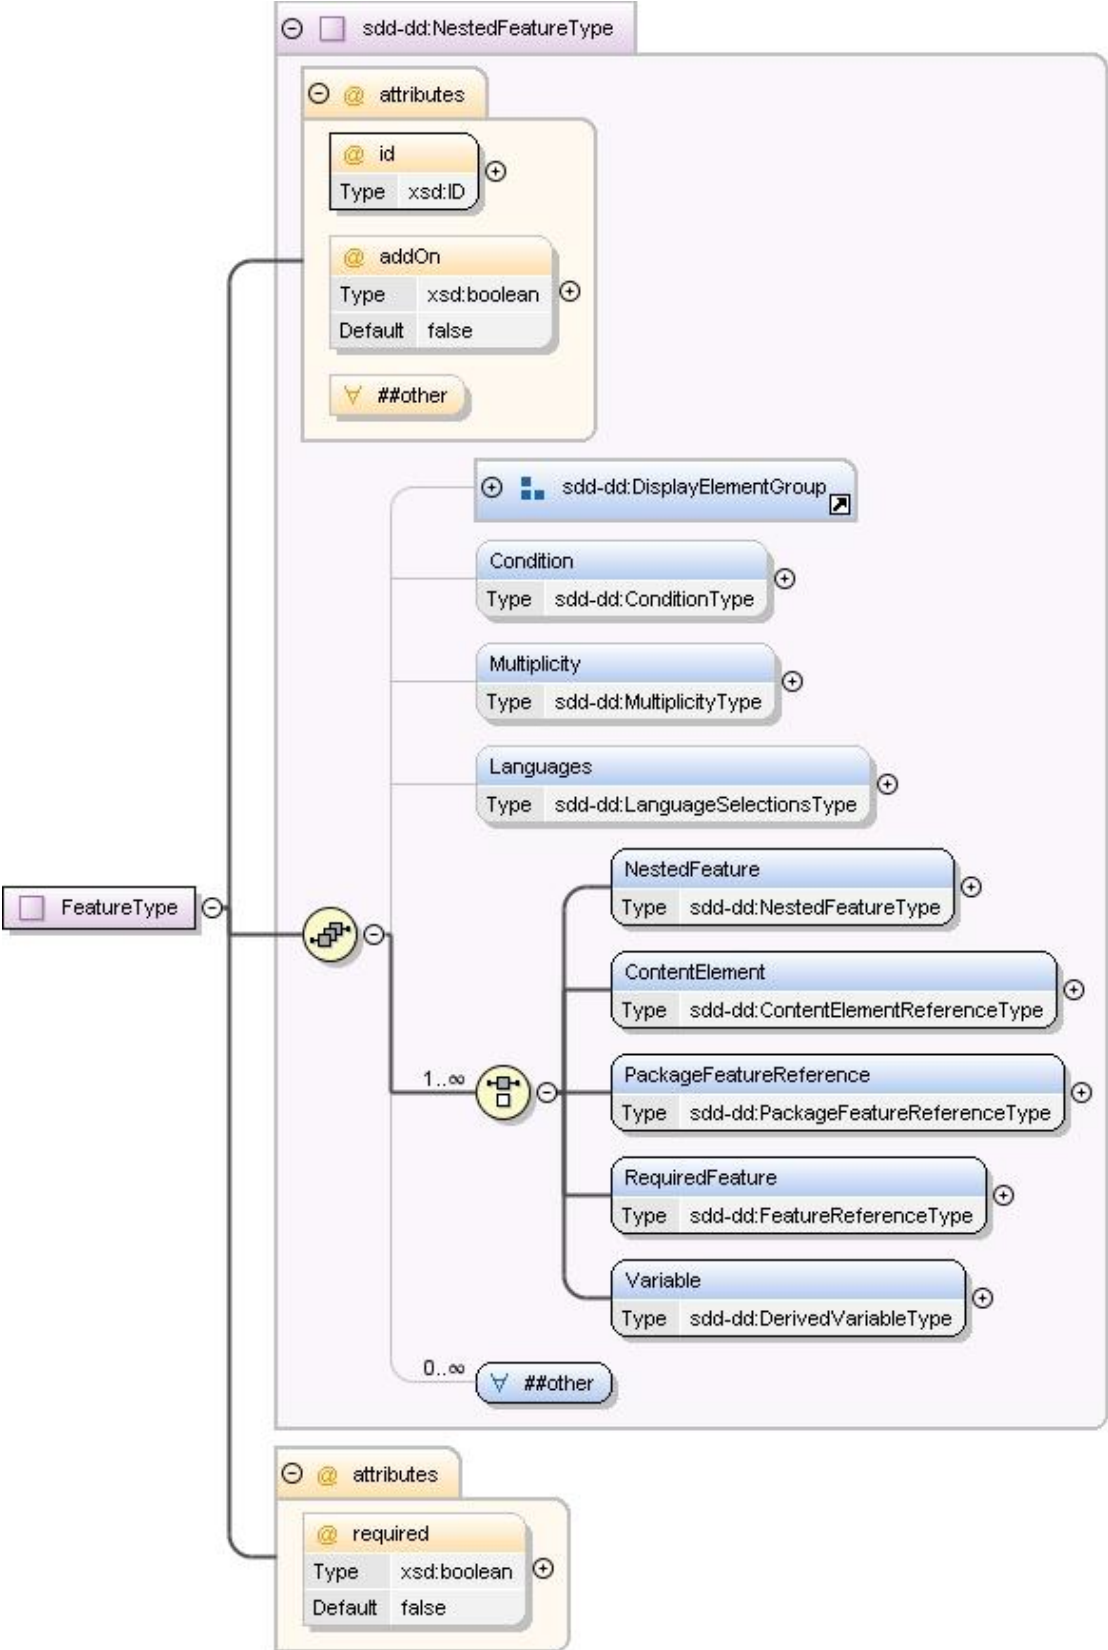 sdd-dd:NestedFeatureType
@ attributes
@ id
Type xsd:ID
@ addOn
Type xsd:boolean
Default false
∀ ##other
sdd-dd:DisplayElementGroup
Condition
Type sdd-dd:ConditionType
Multiplicity
Type sdd-dd:MultiplicityType
Languages
Type sdd-dd:LanguageSelectionsType
FeatureType
NestedFeature
Type sdd-dd:NestedFeatureType
ContentElement
Type sdd-dd:ContentElementReferenceType
1..∞
PackageFeatureReference
Type sdd-dd:PackageFeatureReferenceType
RequiredFeature
Type sdd-dd:FeatureReferenceType
Variable
Type sdd-dd:DerivedVariableType
0..∞
∀ ##other
@ attributes
@ required
Type xsd:boolean
Default false